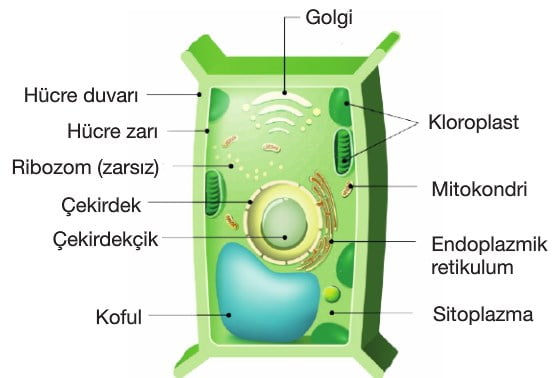 Golgi
Hücre duvarı
Hücre zarı
Ribozom (zarsız)
Çekirdek
Çekirdekçik
Koful
Kloroplast
Mitokondri
Endoplazmik
retikulum
Sitoplazma